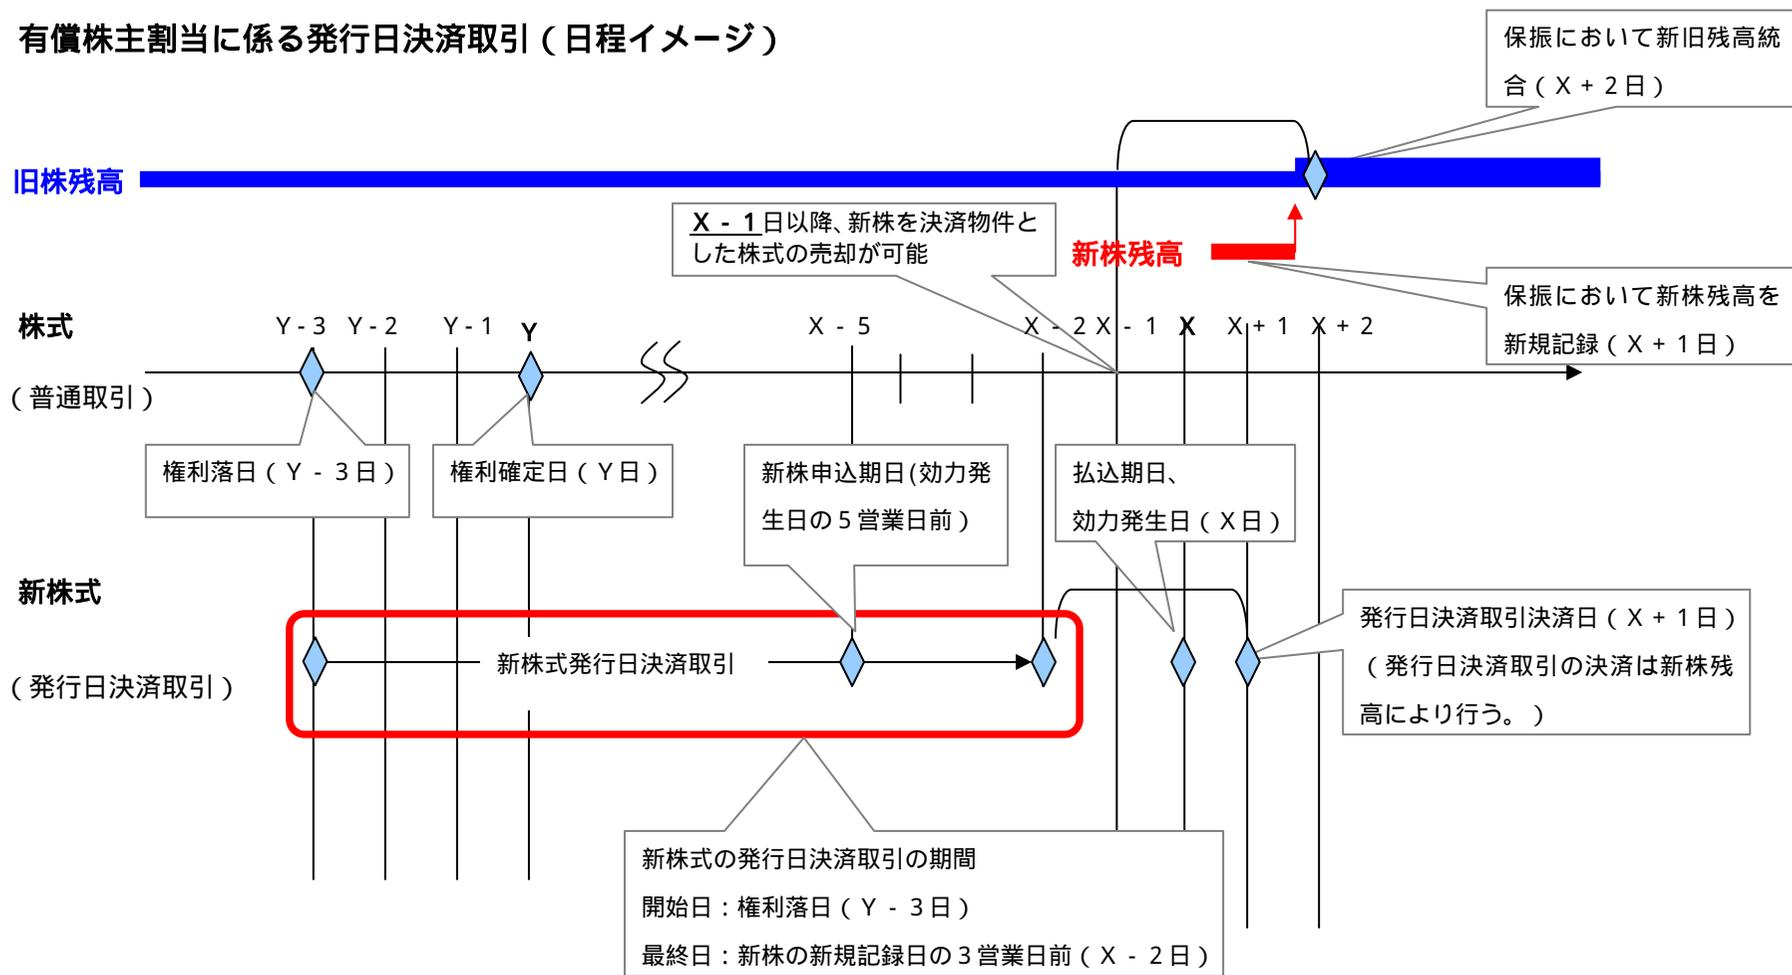 有償株主割当に係る発行日決済取引（日程イメージ）
保振において新旧残高統
合（Ｘ＋２日）
旧株残高
Ｘ－１日以降、新株を決済物件と
した株式の売却が可能
新株残高
保振において新株残高を
新規記録（Ｘ＋１日）
株式
Y-3 Y-2 Y-1 Y X - 5 X - 2 X - 1 X X + 1 X + 2
（普通取引）
権利落日（Ｙ－３日）
権利確定日（Ｙ日）
新株申込期日(効力発
生日の５営業日前）
払込期日、
効力発生日（Ｘ日）
新株式
（発行日決済取引）
新株式発行日決済取引
発行日決済取引決済日（Ｘ＋１日）
（発行日決済取引の決済は新株残
高により行う。）
新株式の発行日決済取引の期間
開始日：権利落日（Ｙ－３日）
最終日：新株の新規記録日の３営業日前（Ｘ－２日）